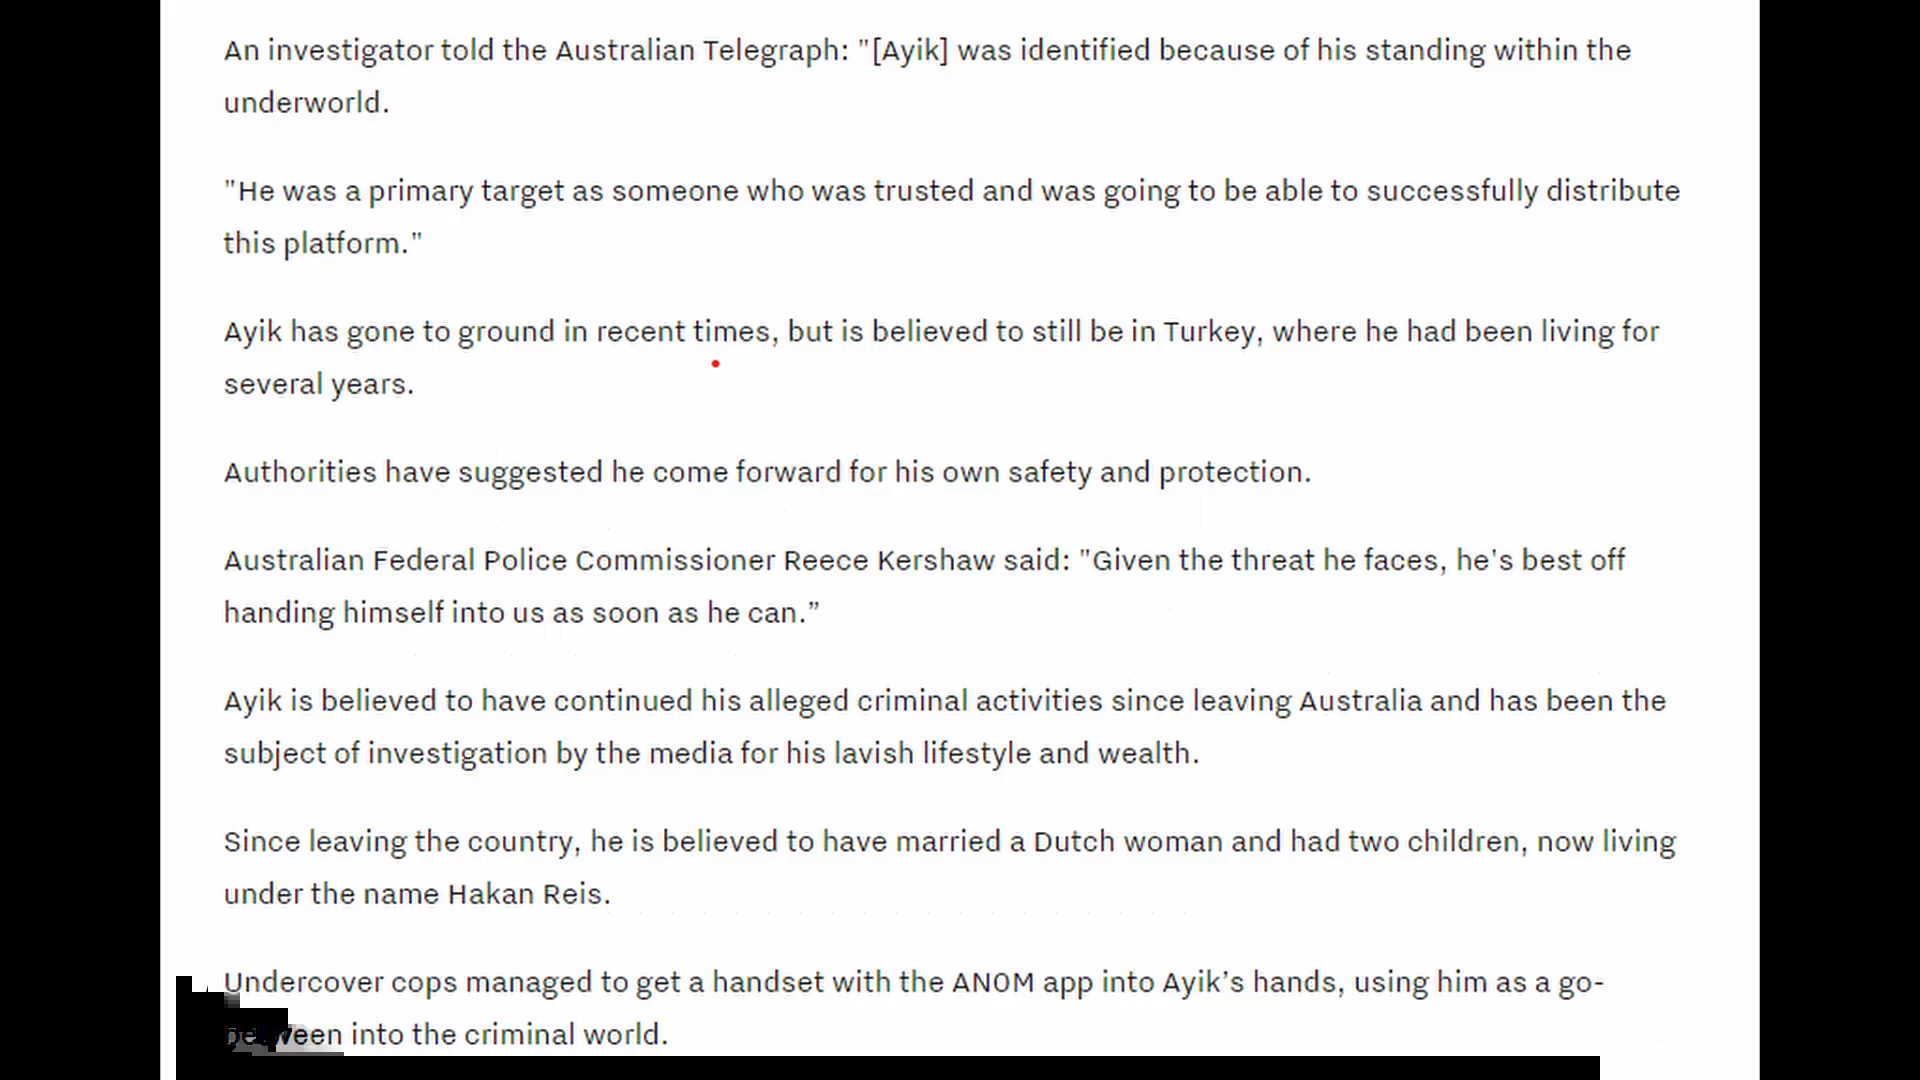 An investigator told the Australian Telegraph: "[Ayik] was identified because of his standing within the
underworld.
"He was a primary target as someone who was trusted and was going to be able to successfully distribute
this platform."
Ayik has gone to ground in recent times, but is believed to still be in Turkey, where he had been living for
several years.
Authorities have suggested he come forward for his own safety and protection.
Australian Federal Police Commissioner Reece Kershaw said: "Given the threat he faces, he's best off
handing himself into us as soon as he can.”
Ayik is believed to have continued his alleged criminal activities since leaving Australia and has been the
subject of investigation by the media for his lavish lifestyle and wealth.
Since leaving the country, he is believed to have married a Dutch woman and had two children, now living
under the name Hakan Reis.
Undercover cops managed to get a handset with the ANOM app into Ayik’s hands, using him as a go-
between into the criminal world.